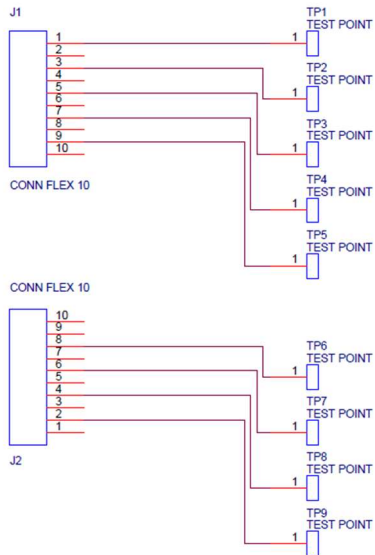 J1
1
2
3
4
5
6
7
8
9
10
CONN FLEX 10
TP1
TEST POINT
1
TP2
TEST POINT
1
TP3
TEST POINT
1
TP4
TEST POINT
1
TP5
TEST POINT
1
CONN FLEX 10
10
9
8
7
6
5
4
3
2
1
J2
TP6
TEST POINT
1
TP7
TEST POINT
1
TP8
TEST POINT
1
TP9
TEST POINT
1